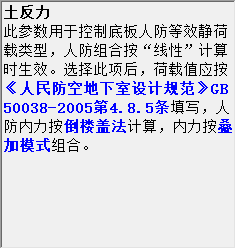 土反力
此参数用于控制底板人防等效静荷
载类型，人防组合按“线性”计算
时生效。选择此项后，荷载值应按
《人民防空地下室设计规范》GB
50038-2005第4.8.5条填写，人
防内力按倒楼盖法计算，内力按叠
加模式组合。